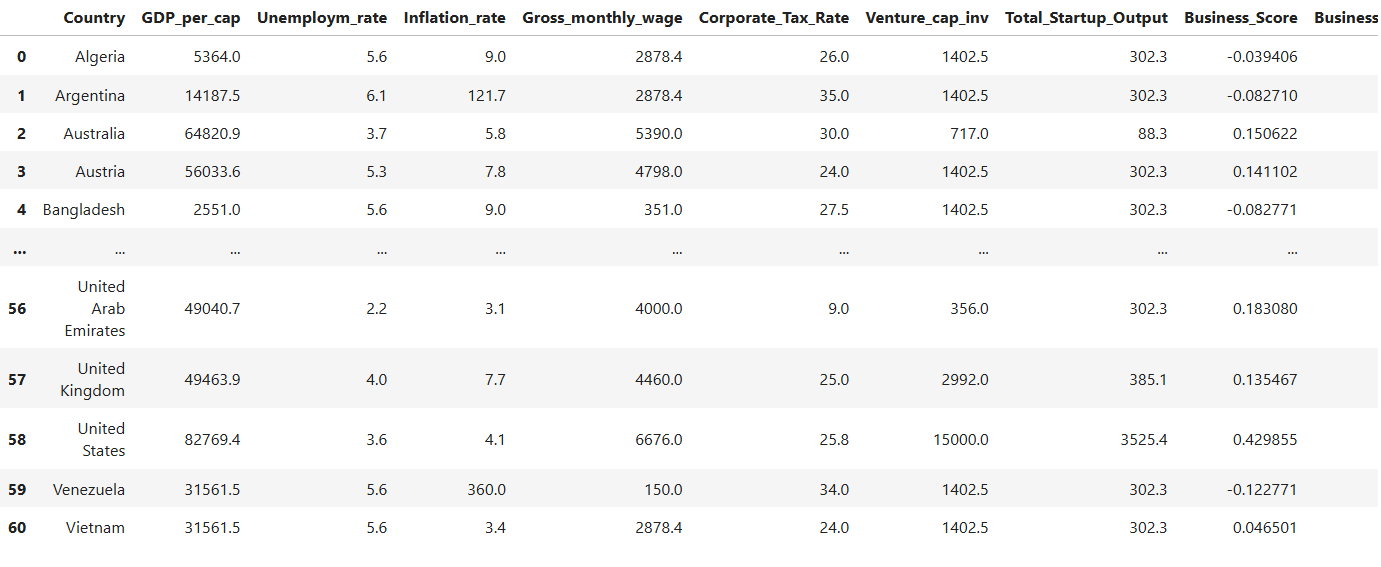 Country GDP_per_cap Unemploym_rate Inflation_rate Gross_monthly_wage Corporate_Tax_Rate Venture_cap_inv Total_Startup_Output Business_Score Business
0 Algeria 5364.0 5.6 9.0 2878.4 26.0 1402.5 302.3 -0.039406
1 Argentina 14187.5 6.1 121.7 2878.4 35.0 1402.5 302.3 -0.082710
2 Australia 64820.9 3.7 5.8 5390.0 30.0 717.0 88.3 0.150622
3 Austria 56033.6 5.3 7.8 4798.0 24.0 1402.5 302.3 0.141102
4 Bangladesh 2551.0 5.6 9.0 351.0 27.5 1402.5 302.3 -0.082771
... ... ... ... ... ... ... ... ... ...
United
56 Arab 49040.7 2.2 3.1 4000.0 9.0 356.0 302.3 0.183080
Emirates
United
57 49463.9 4.0 7.7 4460.0 25.0 2992.0 385.1 0.135467
Kingdom
United
58 82769.4 3.6 4.1 6676.0 25.8 15000.0 3525.4 0.429855
States
59 Venezuela 31561.5 5.6 360.0 150.0 34.0 1402.5 302.3 -0.122771
60 Vietnam 31561.5 5.6 3.4 2878.4 24.0 1402.5 302.3 0.046501